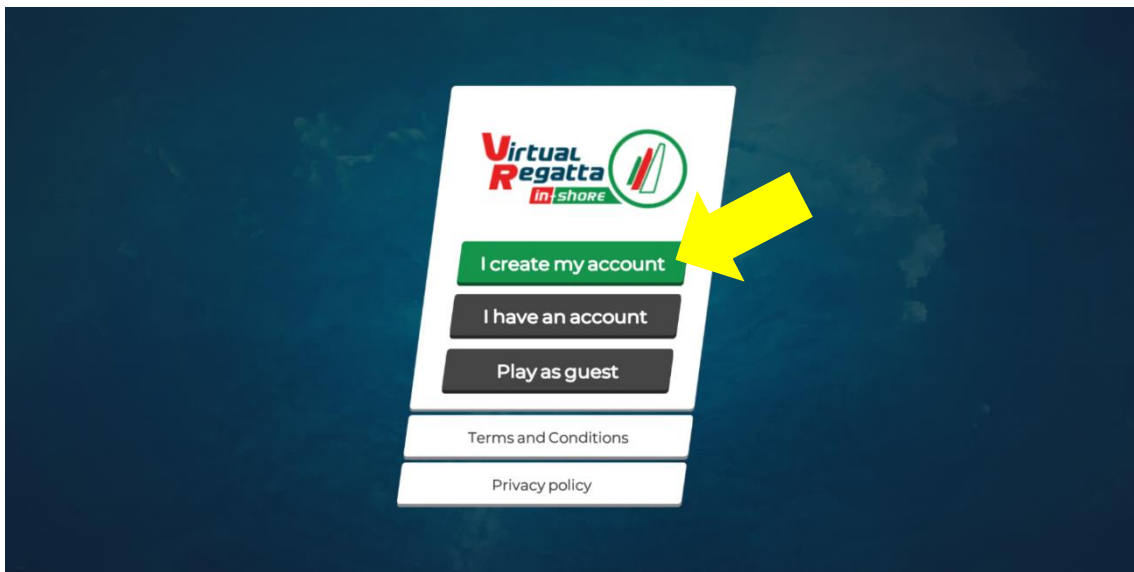 Virtual
Regatta
in-shore
I create my account
I have an account
Play as guest
Terms and Conditions
Privacy policy